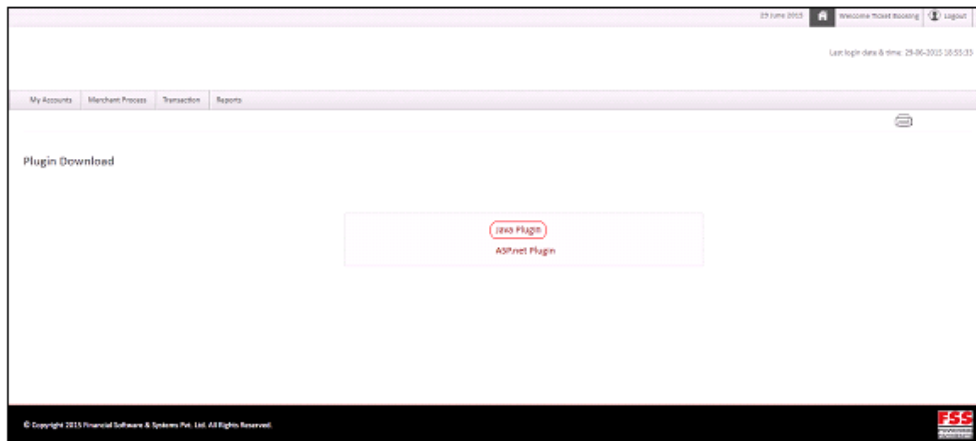 29 June 2015 Welcome Ticket Booking Logout
Last login date & time: 29-06-2015 16:55:35
My Accounts Merchant Process Transaction Reports
Plugin Download
Java Plugin
ASP.net Plugin
© Copyright 2015 Financial Software & Systems Pvt. Ltd. All Rights Reserved.
FSS